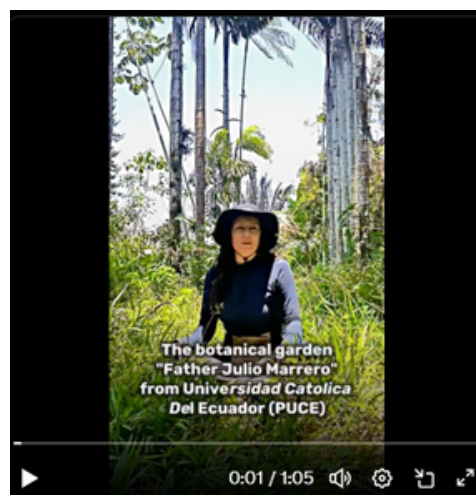 The botanical garden
"Father Julio Marrero"
from Universidad Catolica
Del Ecuador (PUCE)
0:01 / 1:05